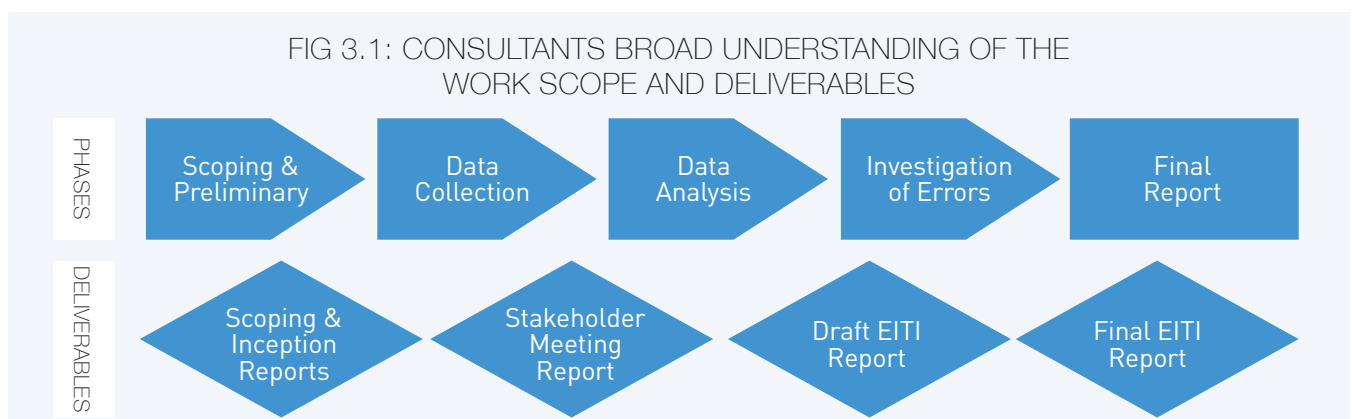 FIG 3.1: CONSULTANTS BROAD UNDERSTANDING OF THE
WORK SCOPE AND DELIVERABLES
PHASES
Scoping &
Preliminary
Data
Collection
Data
Analysis
Investigation
of Errors
Final
Report
DELIVERABLES
Scoping &
Inception
Reports
Stakeholder
Meeting
Report
Draft EITI
Report
Final EITI
Report